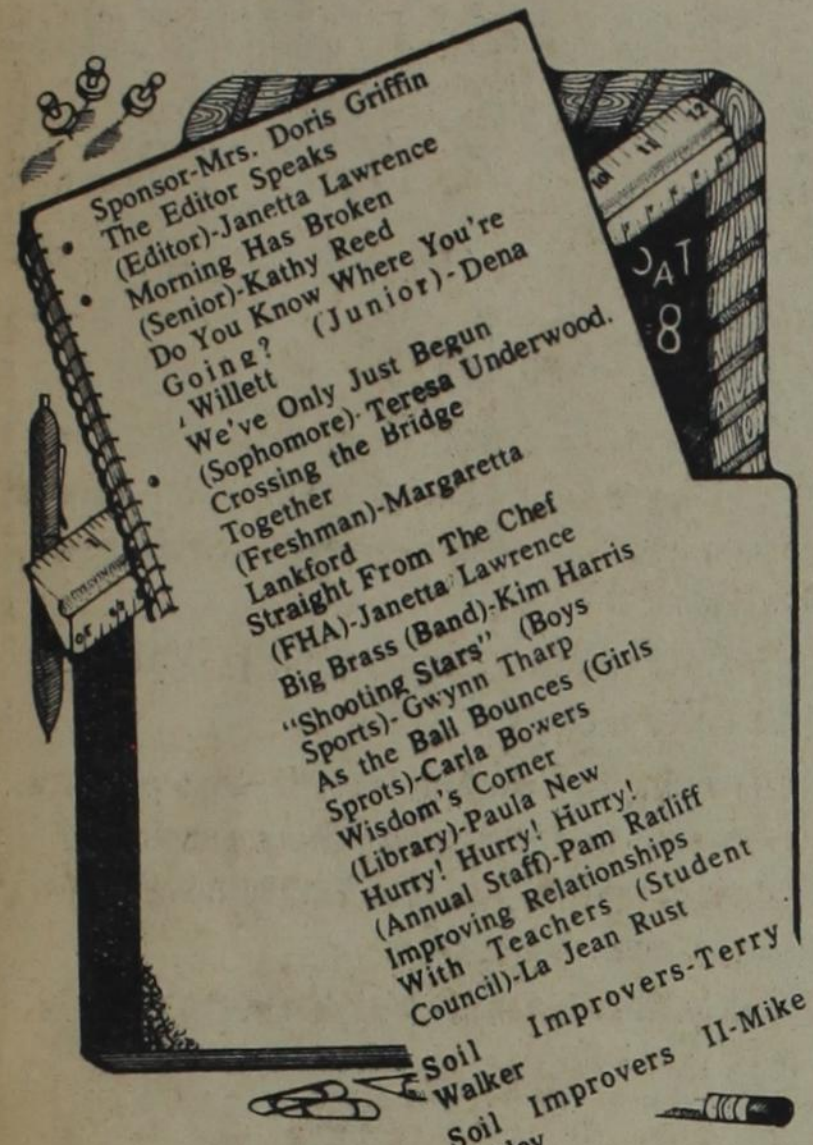 Sponsor-Mrs. Doris Griffin
The Editor Speaks
(Editor)-Janetta Lawrence
Morning Has Broken
(Senior)-Kathy Reed
Do You Know Where You're
Going? (Junior)-Dena
Willett
We've Only Just Begun
(Sophomore)-Teresa Underwood.
Crossing the Bridge
Together
(Freshman)-Margaretta
Lankford
Straight From The Chef
(FHA)-Janetta Lawrence
Big Brass (Band)-Kim Harris
"Shooting Stars" (Boys
Sports)-Gwynn Tharp
As the Ball Bounces (Girls
Sprots)-Carla Bowers
Wisdom's Corner
(Library)-Paula New
Hurry! Hurry! Hurry!
(Annual Staff)-Pam Ratliff
Improving Relationships
With Teachers (Student
Council)-La Jean Rust
Soil Improvers-Terry
Walker
Soil Improvers II-Mike
10 11 12
SAT
8